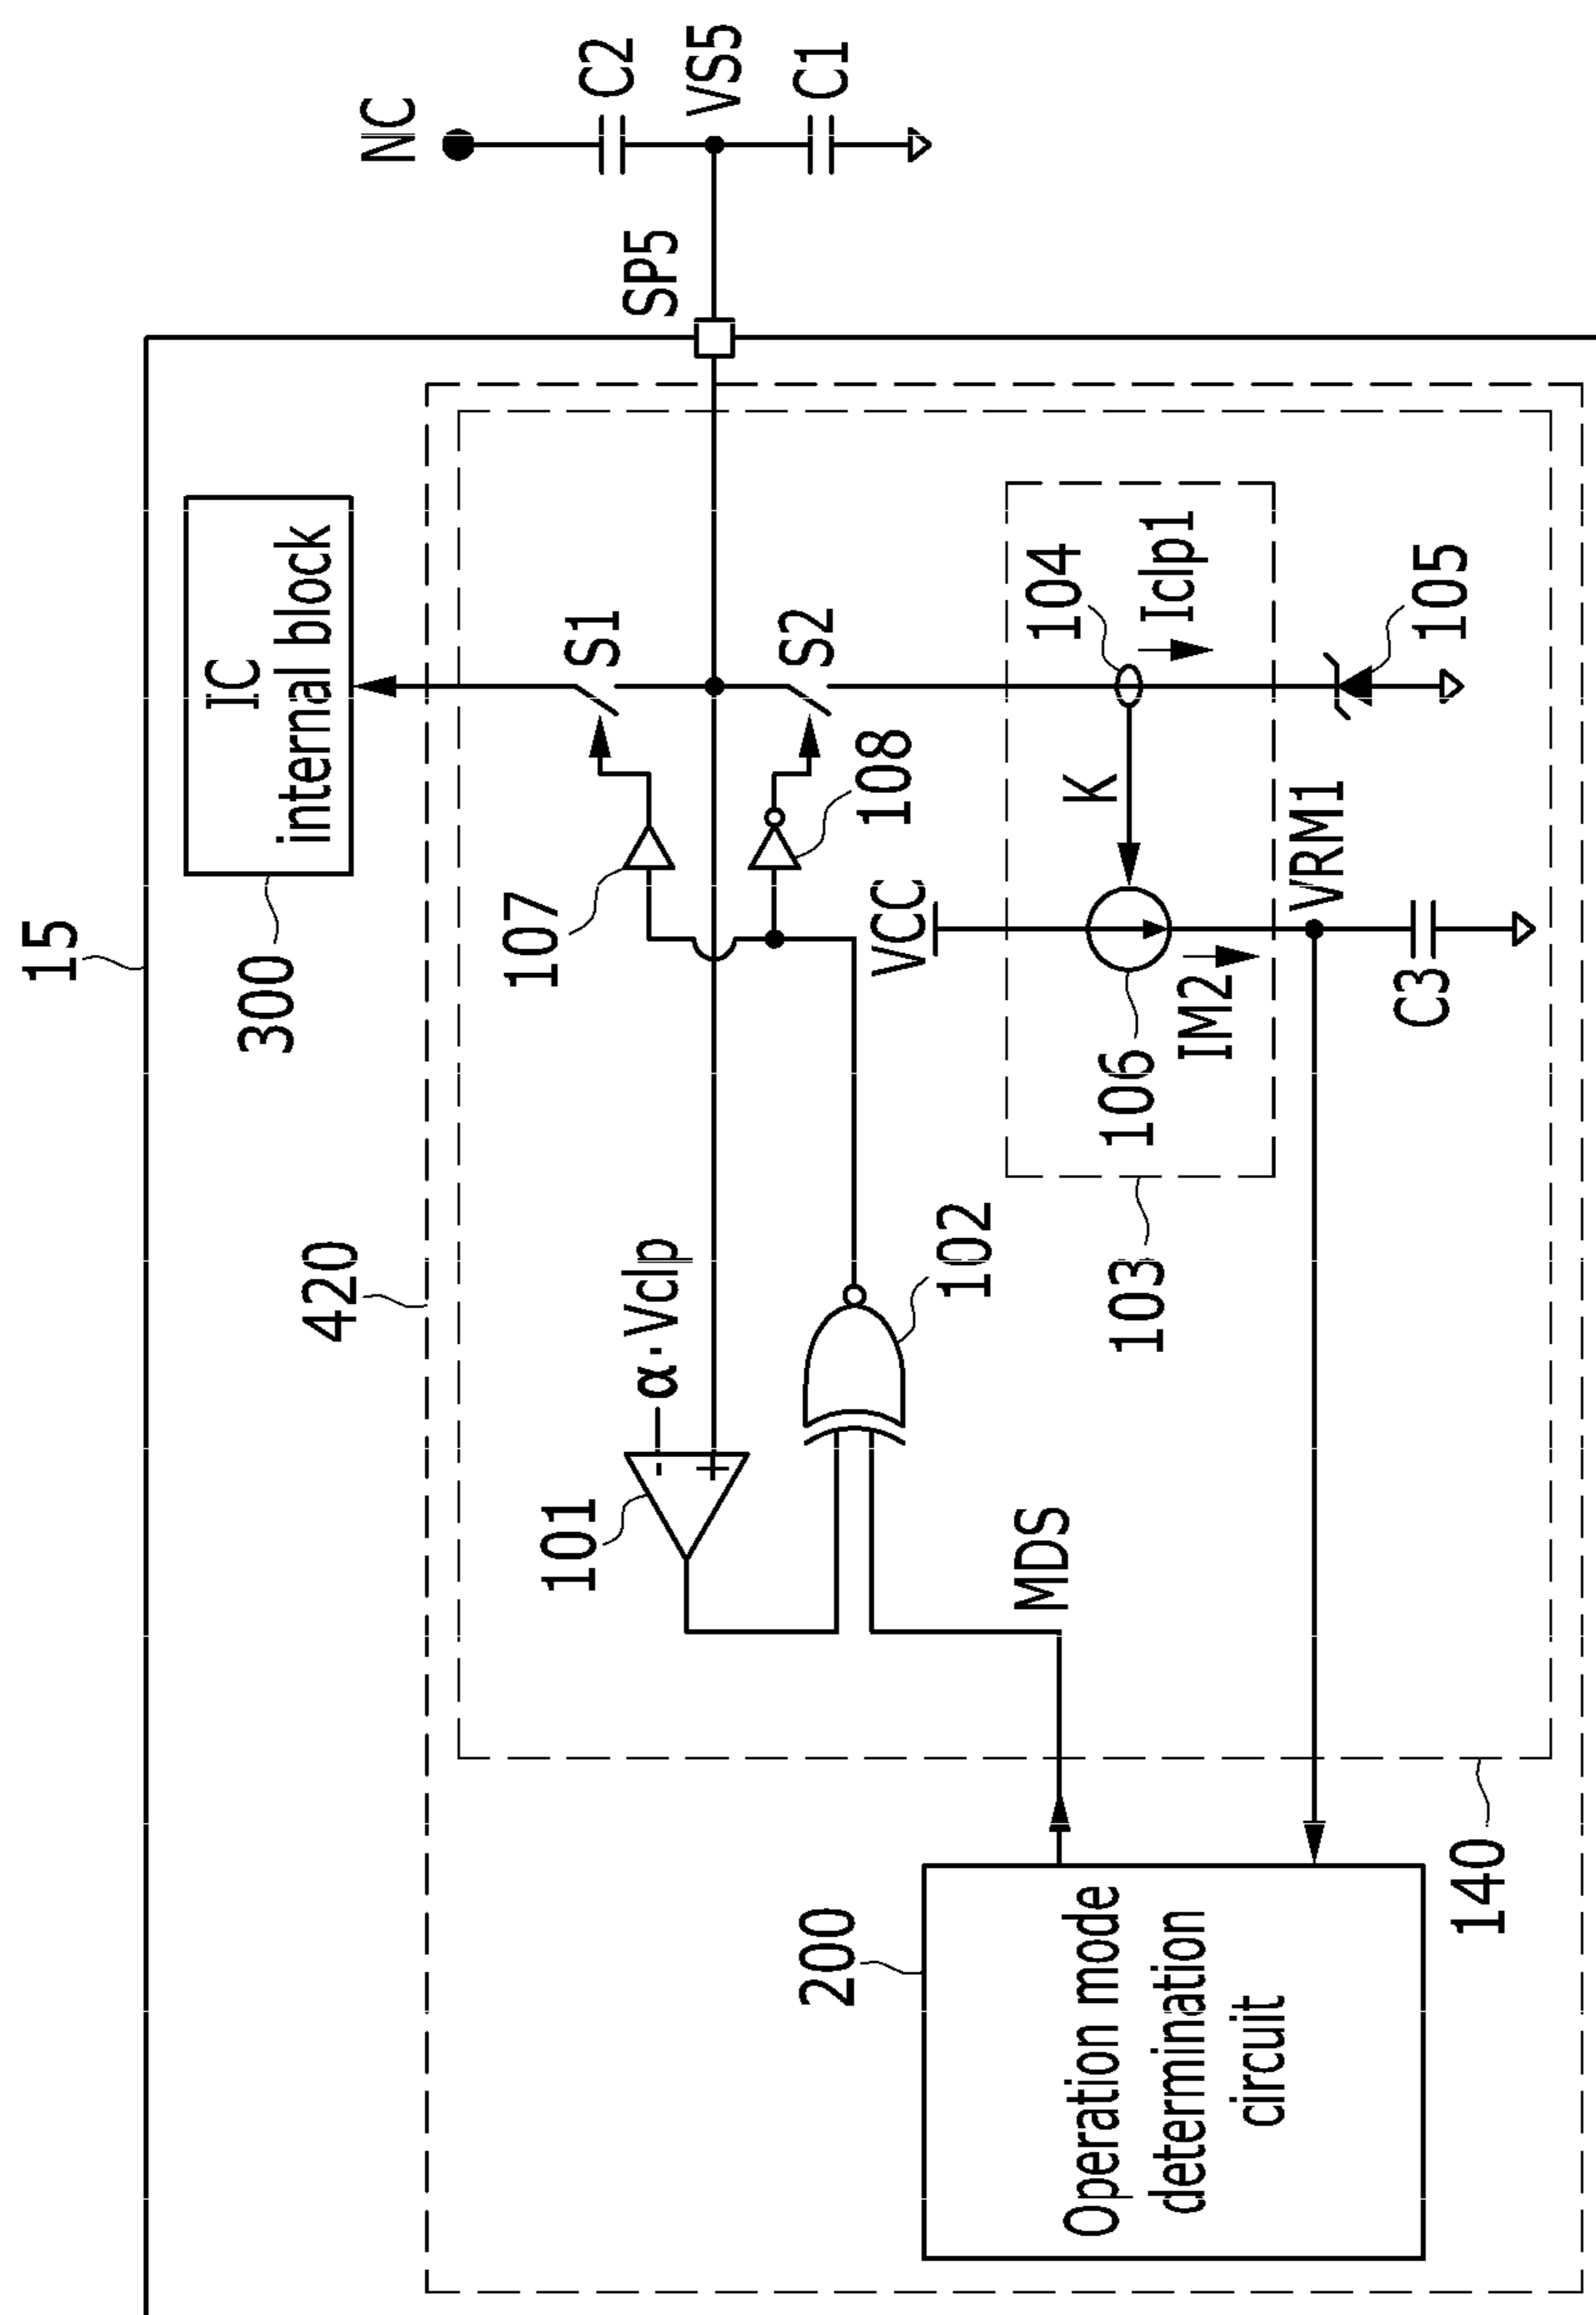 15
300
IC
internal block
420
SP5
NC
C2
VS5
C1
107
S1
S2
108
101
-
α·Vclp
+
102
VCC
K
104
Iclp1
106
IM2
VRM1
105
C3
103
MDS
200
Operation mode
determination
circuit
140